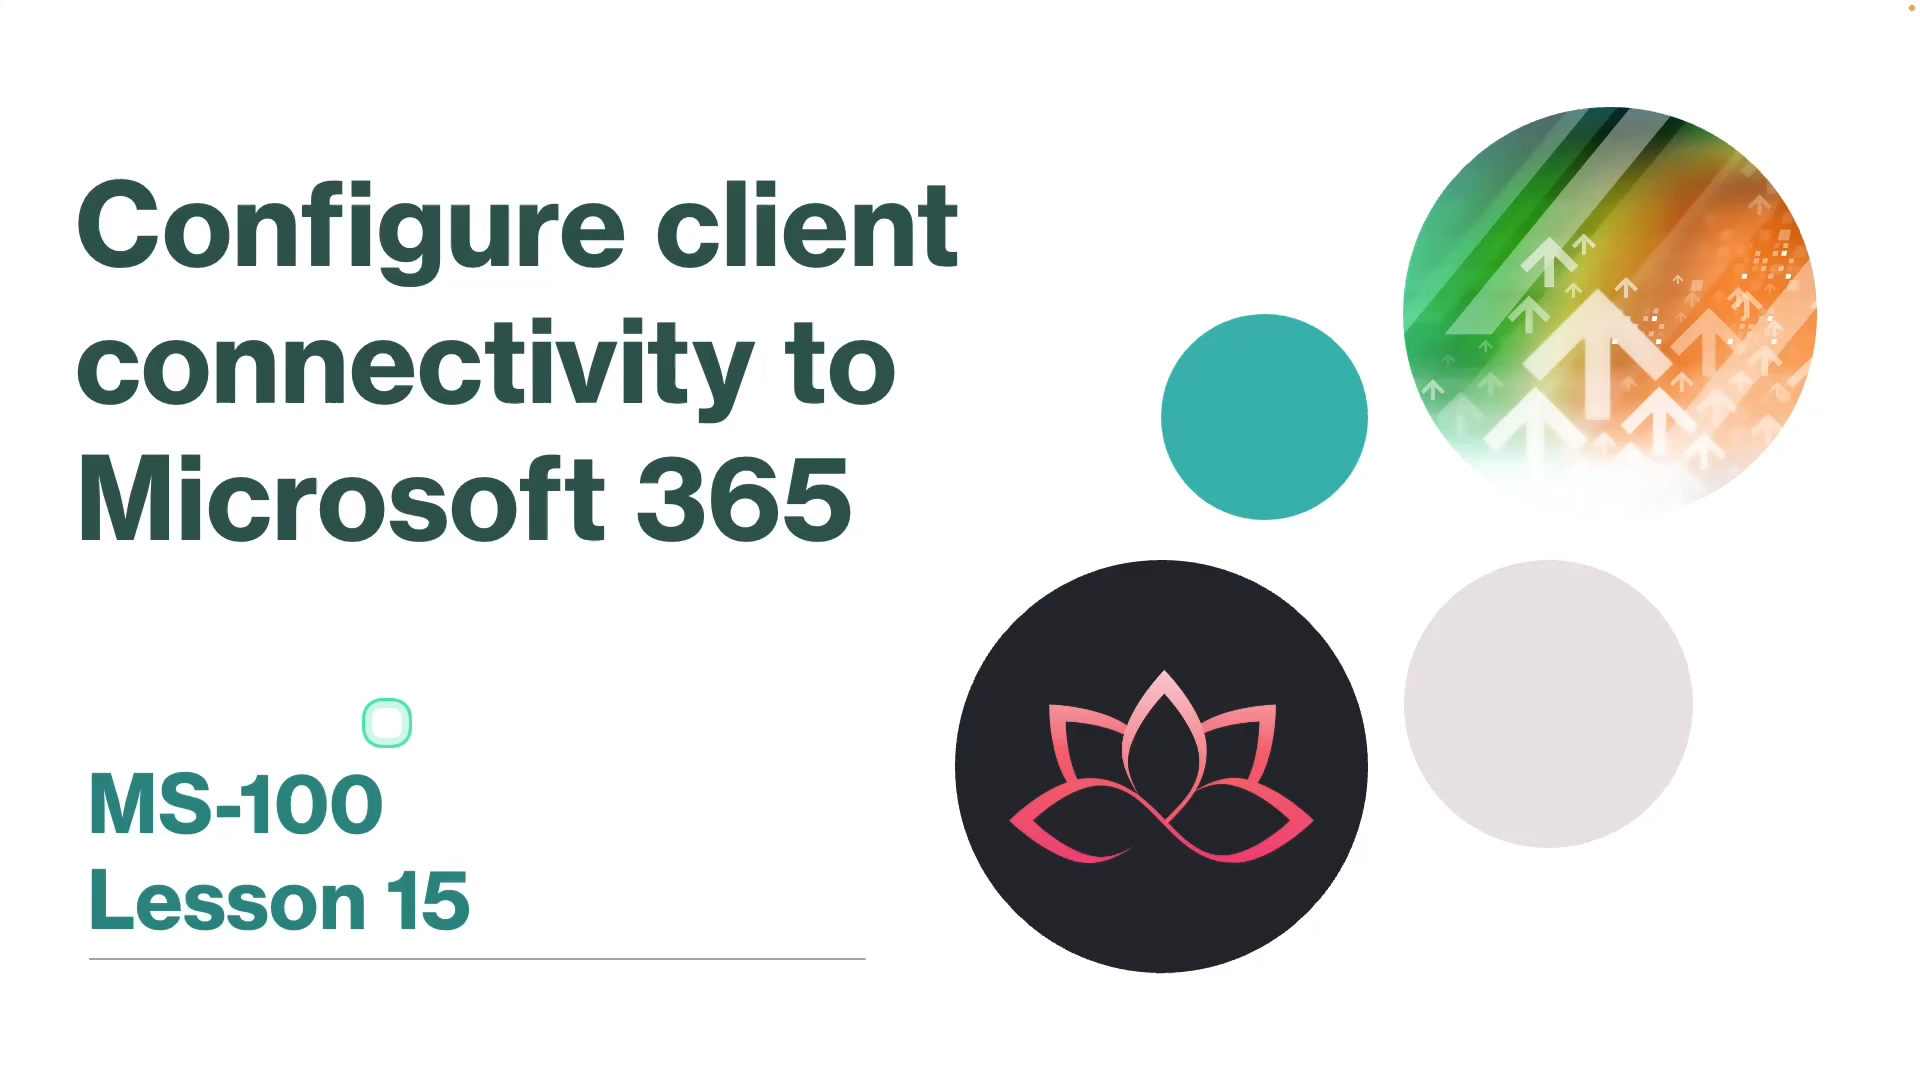 Configure client
connectivity to
Microsoft 365
MS-100
Lesson 15